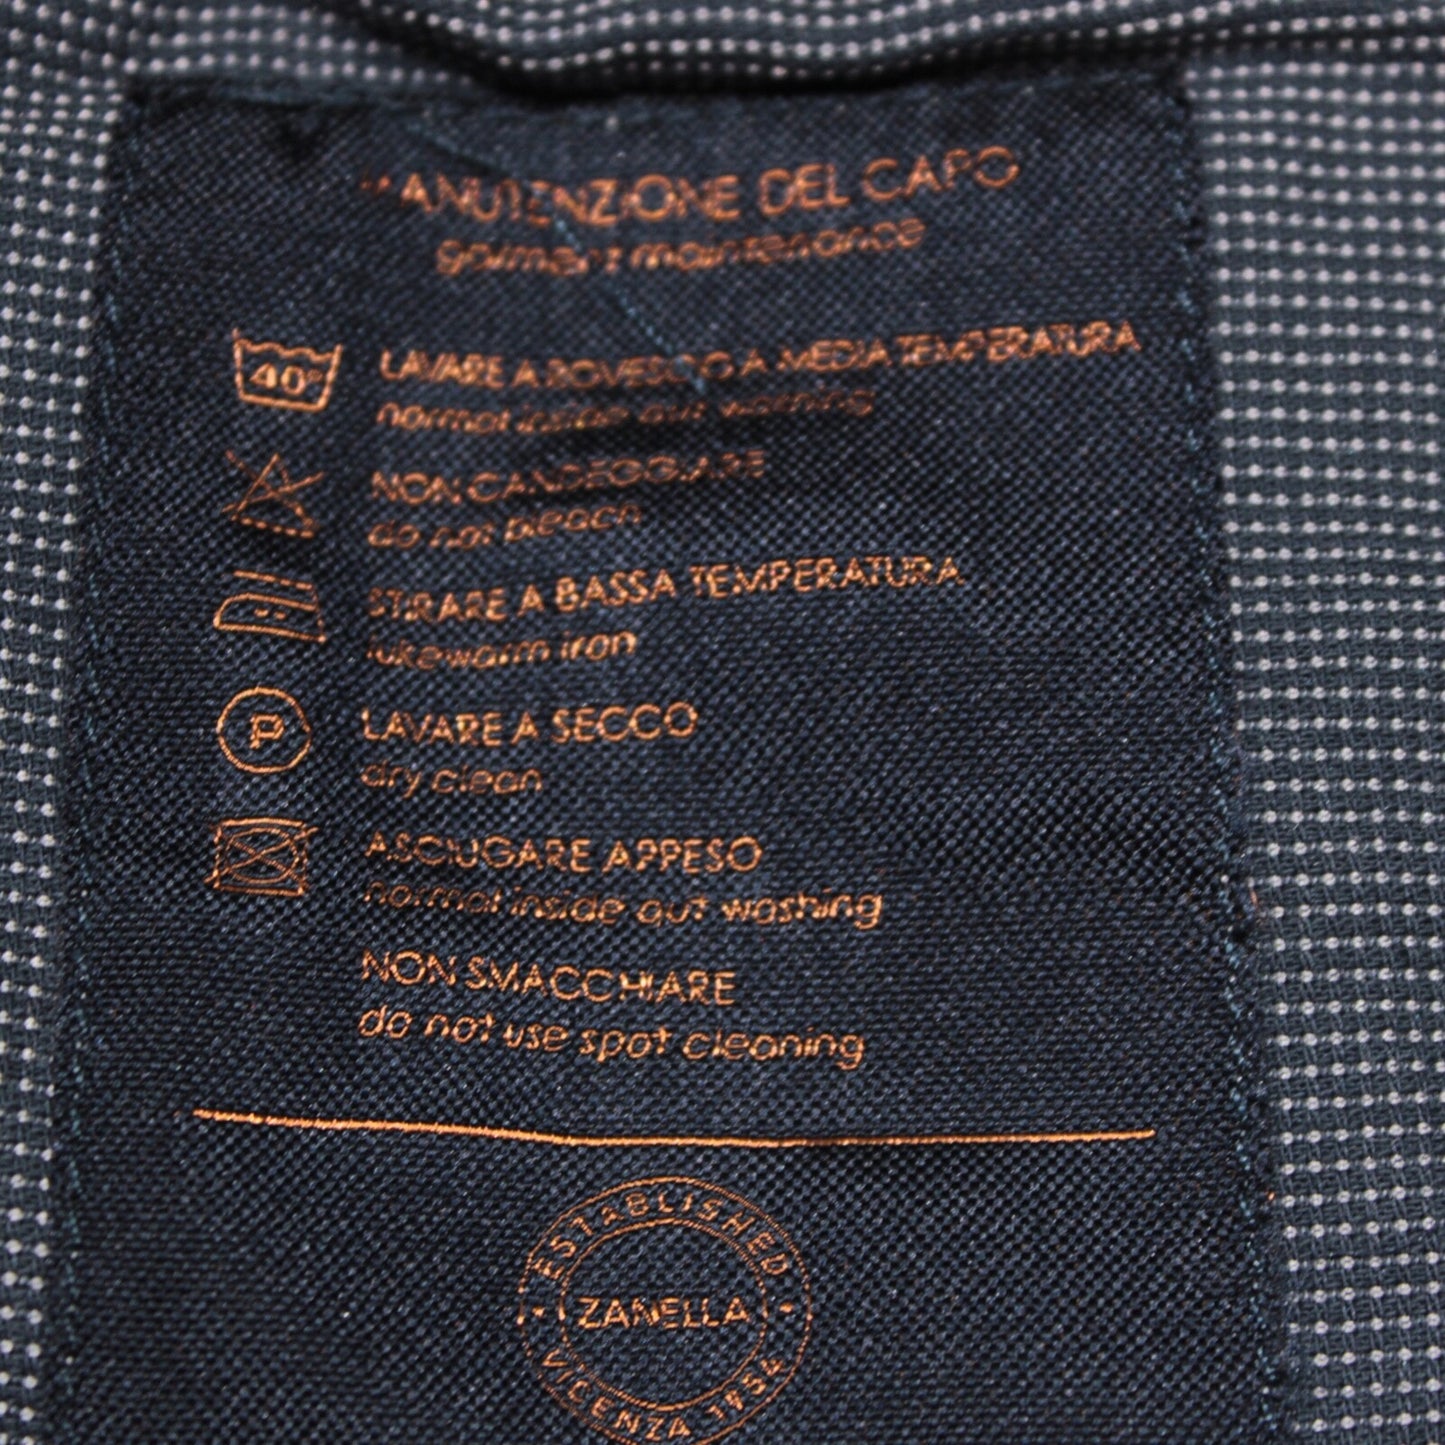 MANUTENZIONE DEL CAPO
garment maintenance
40°
LAVARE A ROVESCIO A MEDIA TEMPERATURA
normal inside out washing
NON CANDEGGIARE
do not bleach
STIRARE A BASSA TEMPERATURA
lukewarm iron
P
LAVARE A SECCO
dry clean
ASCIUGARE APPESO
normal inside out washing
NON SMACCHIARE
do not use spot cleaning
ESTABLISHED
ZANELLA
VICENZA 1954